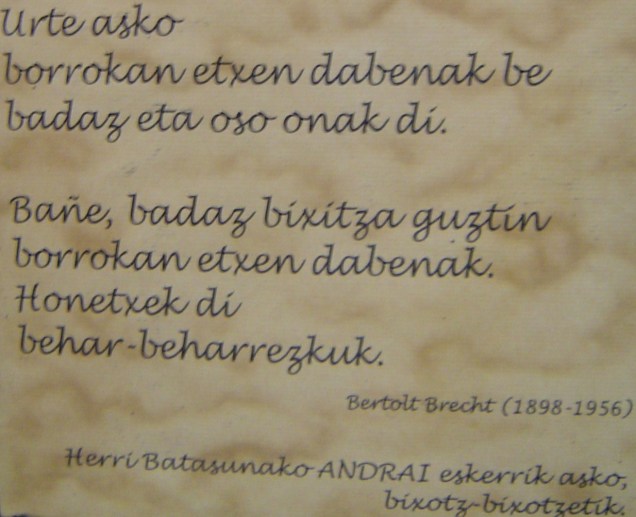 Urte asko
borrokan etxen dabenak be
badaz eta oso onak di.
Bañe, badaz bixitza guztin
borrokan etxen dabenak.
Honetxek di
behar-beharrezkuk.
Bertolt Brecht (1898-1956)
Herri Batasunako ANDRAI eskerrik asko,
bixotz-bixotzetik.